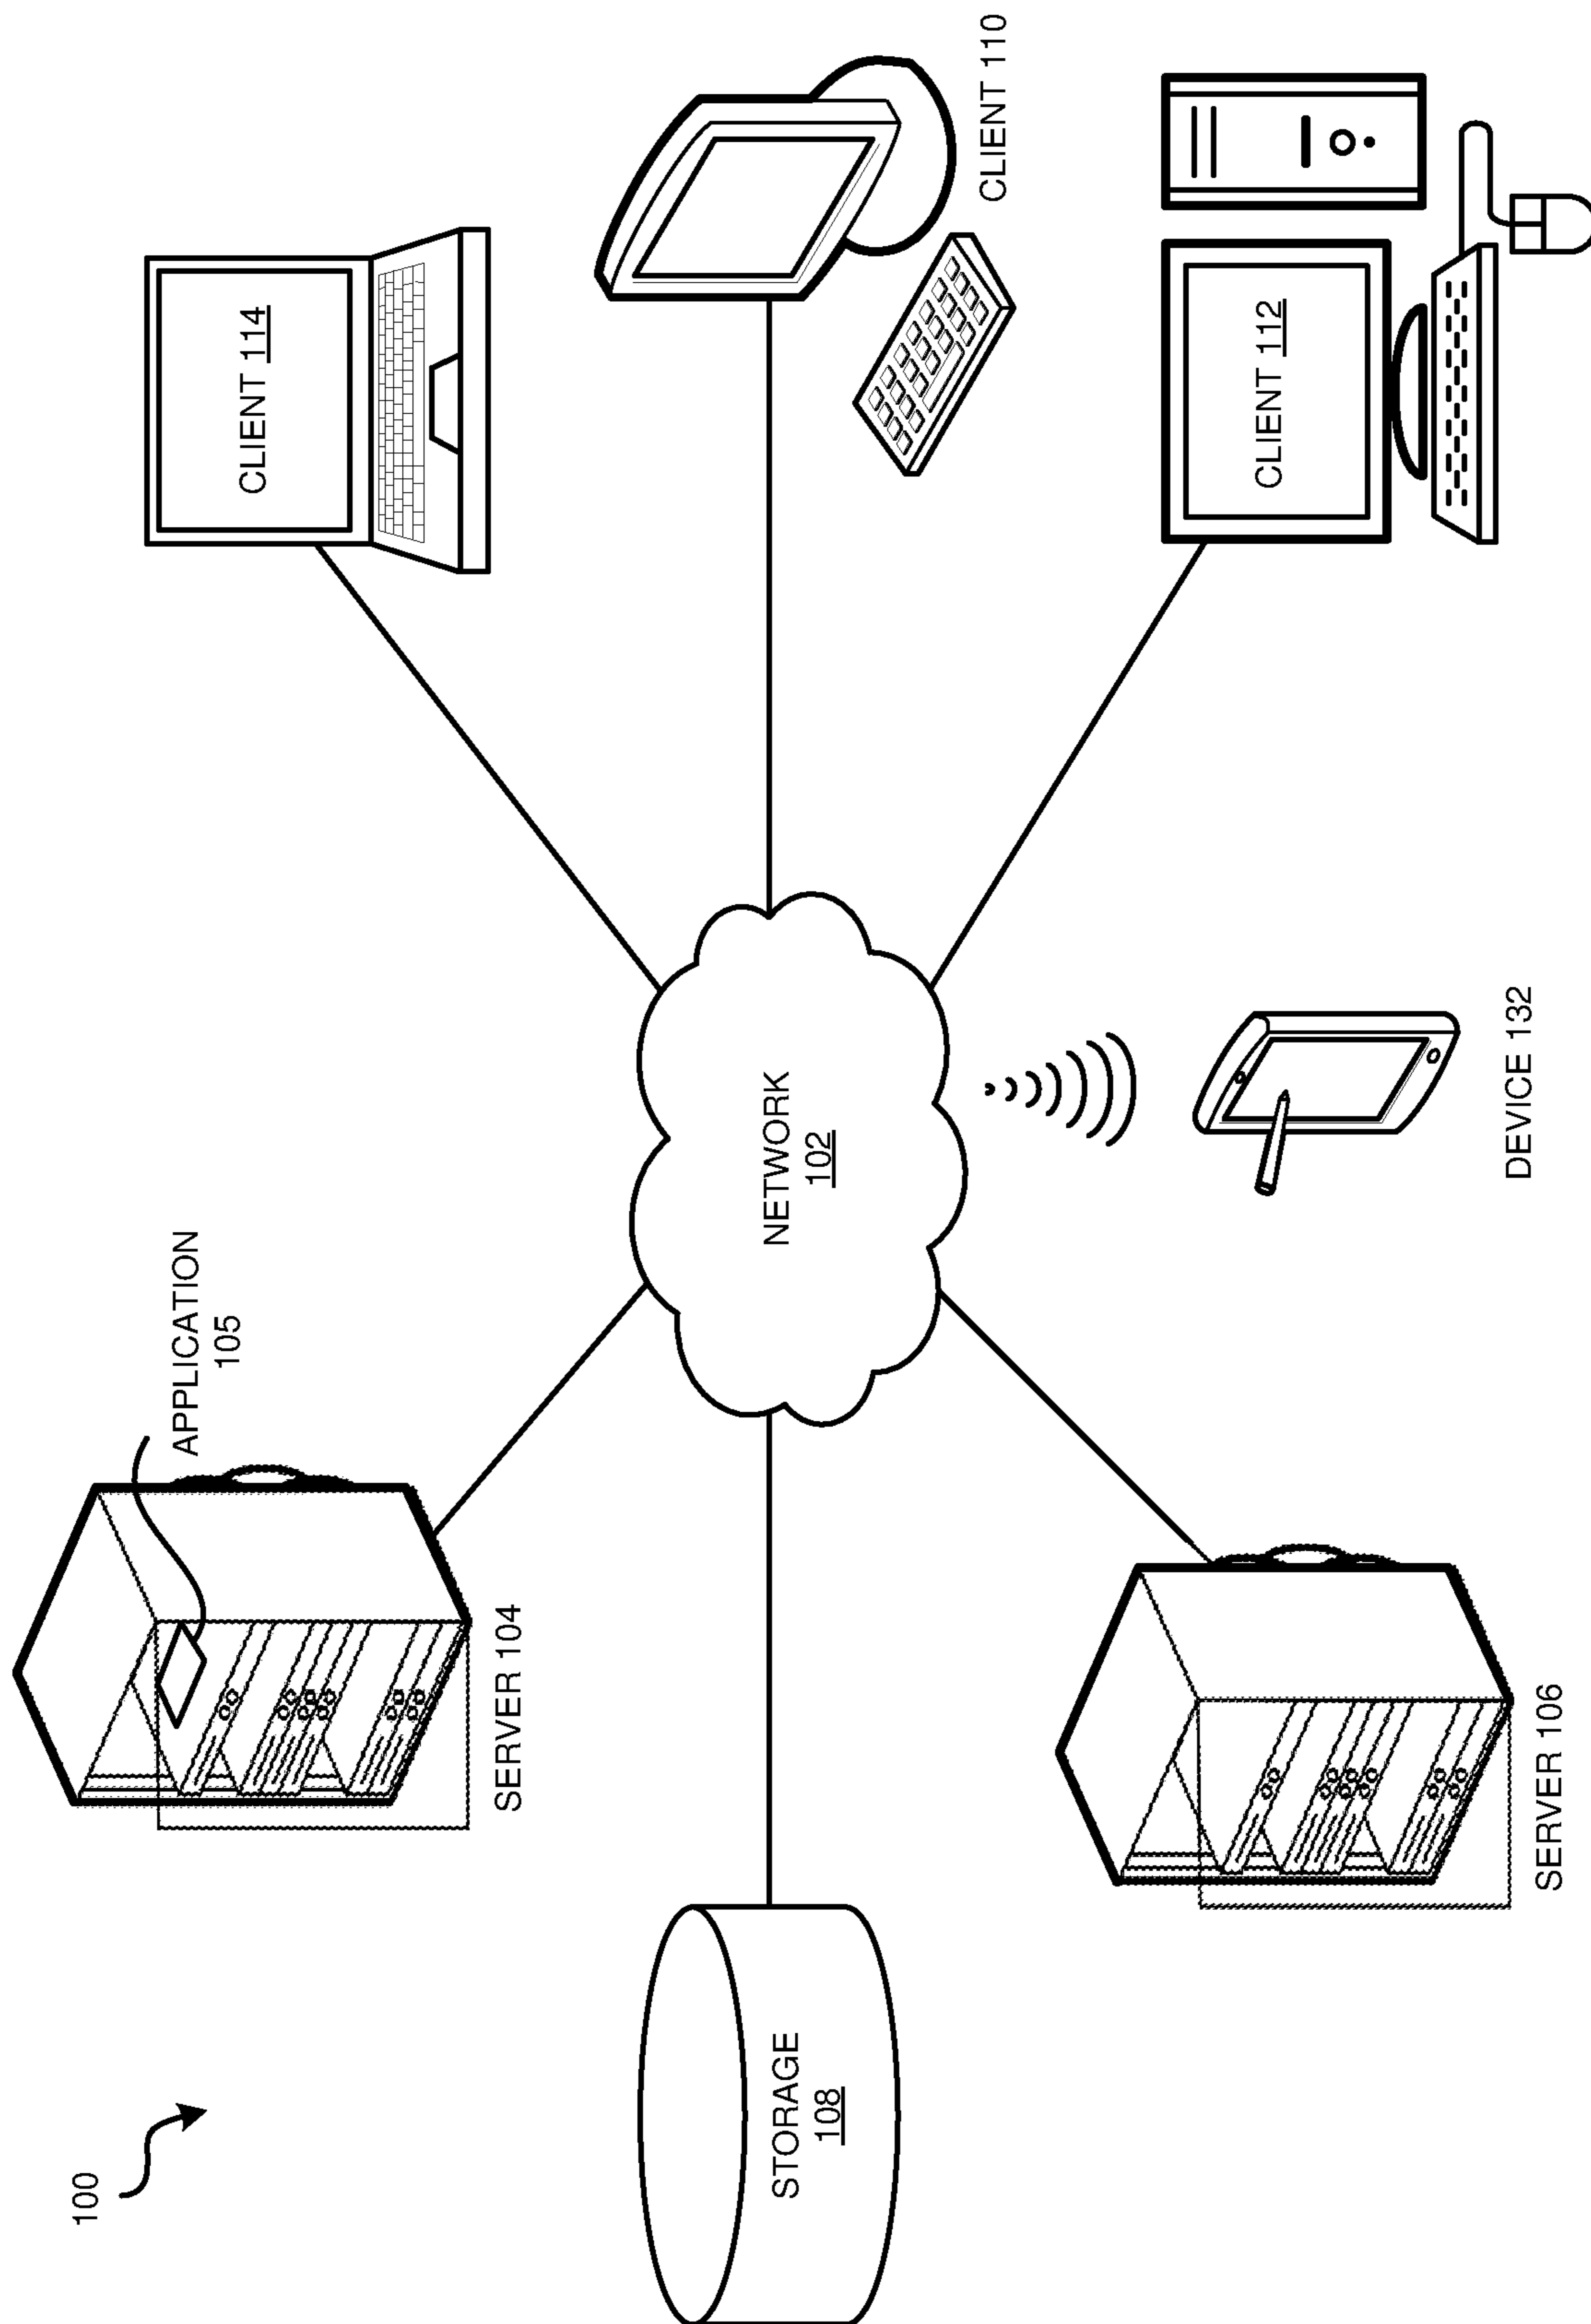 100
APPLICATION
105
SERVER 104
CLIENT 114
STORAGE
108
NETWORK
102
CLIENT 110
SERVER 106
DEVICE 132
CLIENT 112